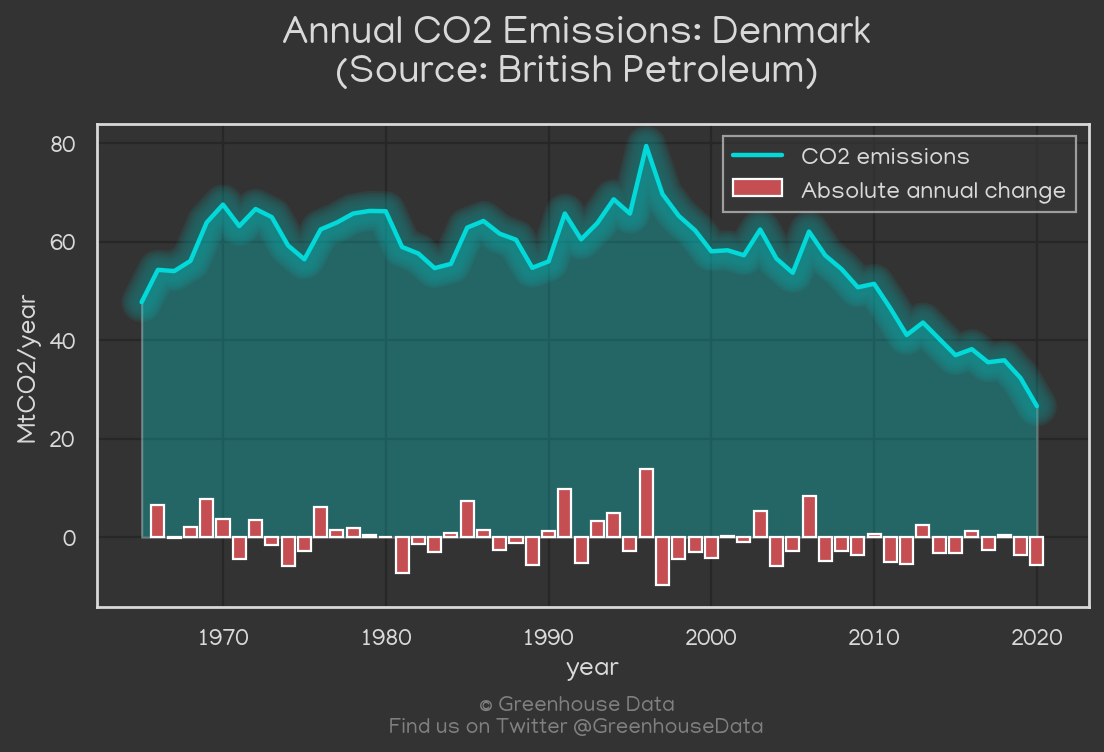 Annual CO2 Emissions: Denmark
(Source: British Petroleum)
CO2 emissions
Absolute annual change
MtCO2/year
80
60
40
20
0
1970 1980 1990 2000 2010 2020
year
© Greenhouse Data
Find us on Twitter @GreenhouseData